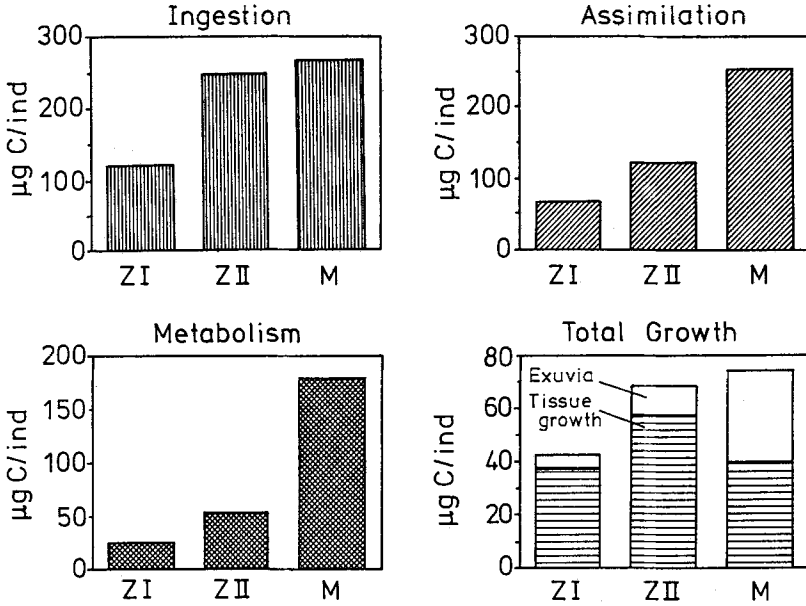 Ingestion
300
200
100
0
µg C/ind
ZI ZII M
Assimilation
300
200
100
0
µg C/ind
ZI ZII M
Metabolism
200
150
100
50
0
µg C/ind
ZI ZII M
Total Growth
80
60
40
20
0
µg C/ind
Exuvia
Tissue
growth
ZI ZII M